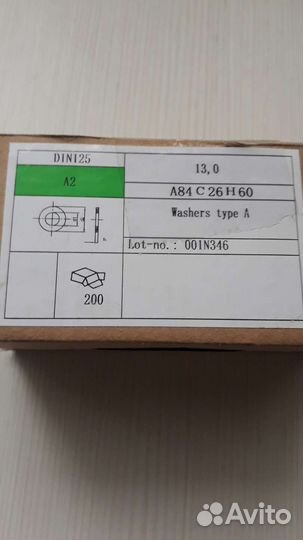 DIN125
A2
200
13,0
A84 C 26 H 60
Washers type A
Lot-no.: 001N346
Avito